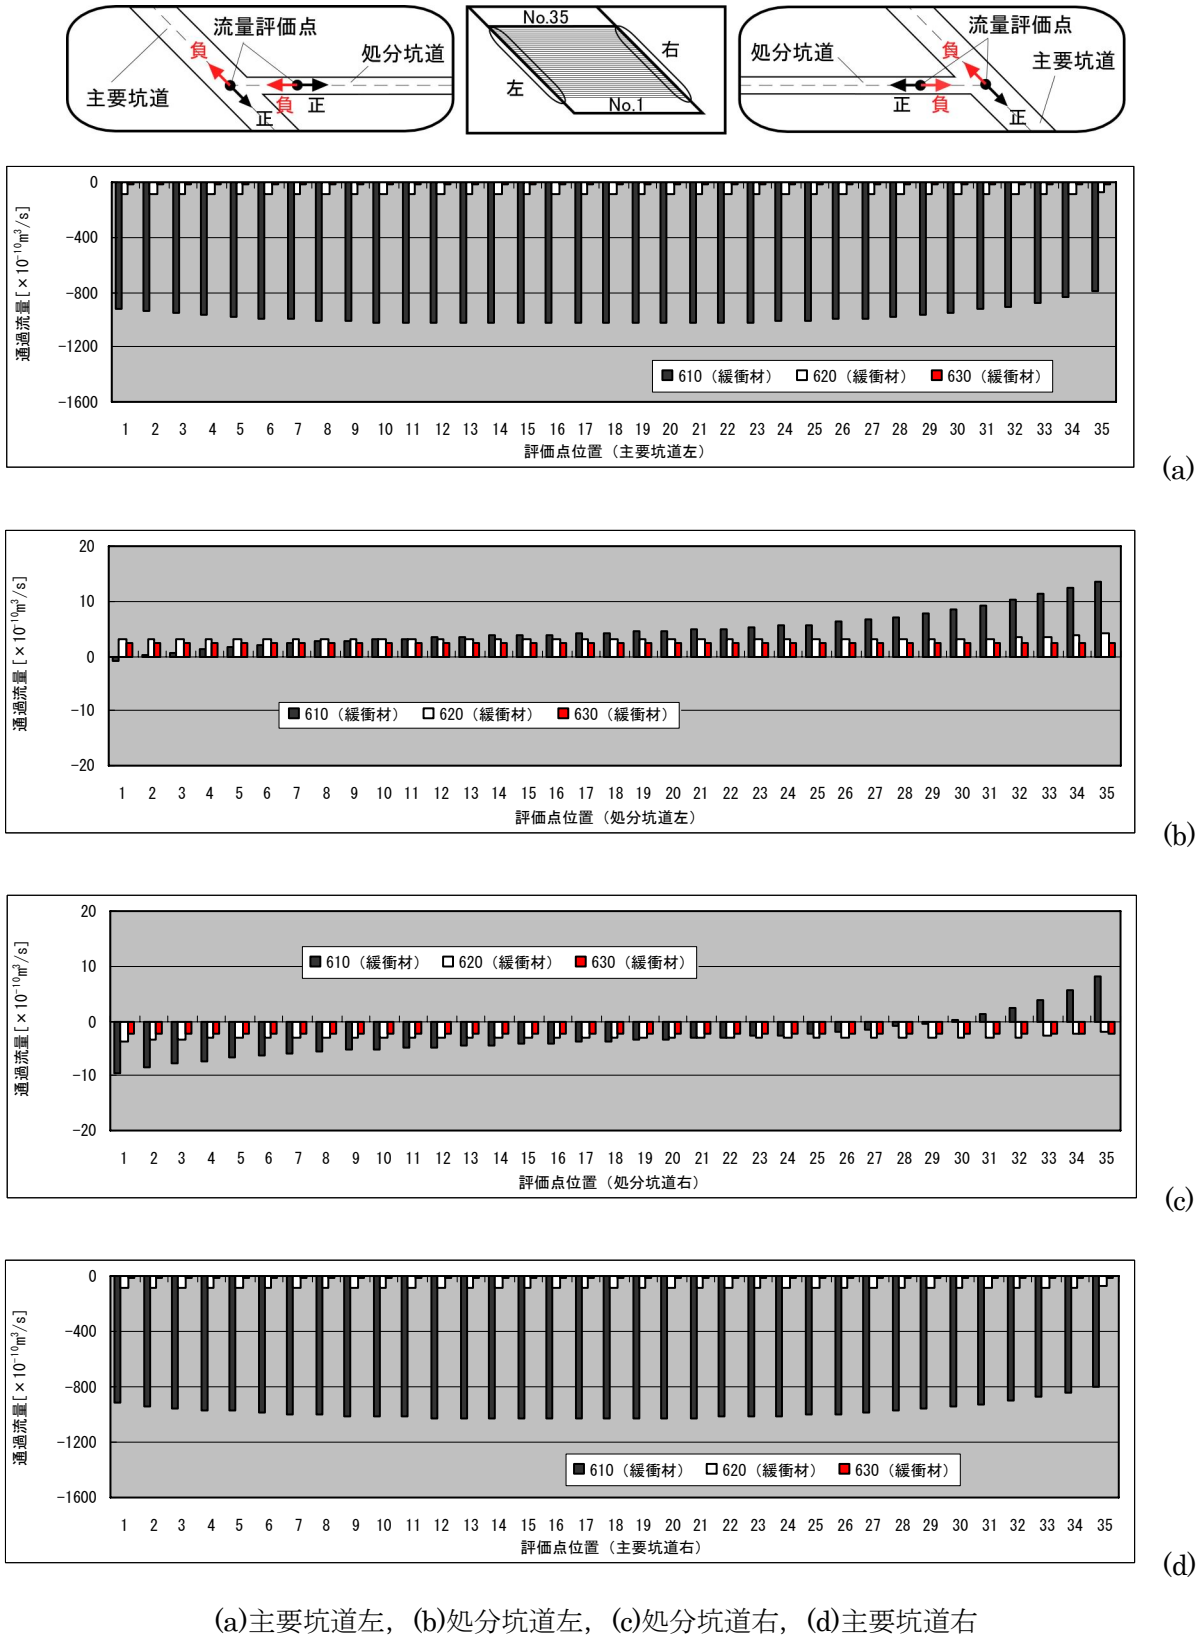 流量評価点
負
処分坑道
主要坑道
正
負
正
No.35
右
左
No.1
流量評価点
処分坑道
負
主要坑道
正
負
正
通過流量[×10⁻¹⁰m³/s]
0
-400
-800
-1200
-1600
610（緩衝材） 620（緩衝材） 630（緩衝材）
1 2 3 4 5 6 7 8 9 10 11 12 13 14 15 16 17 18 19 20 21 22 23 24 25 26 27 28 29 30 31 32 33 34 35
評価点位置（主要坑道左）
(a)
通過流量[×10⁻¹⁰m³/s]
20
10
0
-10
-20
610（緩衝材） 620（緩衝材） 630（緩衝材）
1 2 3 4 5 6 7 8 9 10 11 12 13 14 15 16 17 18 19 20 21 22 23 24 25 26 27 28 29 30 31 32 33 34 35
評価点位置（処分坑道左）
(b)
通過流量[×10⁻¹⁰m³/s]
20
10
0
-10
-20
610（緩衝材） 620（緩衝材） 630（緩衝材）
1 2 3 4 5 6 7 8 9 10 11 12 13 14 15 16 17 18 19 20 21 22 23 24 25 26 27 28 29 30 31 32 33 34 35
評価点位置（処分坑道右）
(c)
通過流量[×10⁻¹⁰m³/s]
0
-400
-800
-1200
-1600
610（緩衝材） 620（緩衝材） 630（緩衝材）
1 2 3 4 5 6 7 8 9 10 11 12 13 14 15 16 17 18 19 20 21 22 23 24 25 26 27 28 29 30 31 32 33 34 35
評価点位置（主要坑道右）
(d)
(a)主要坑道左，(b)処分坑道左，(c)処分坑道右，(d)主要坑道右